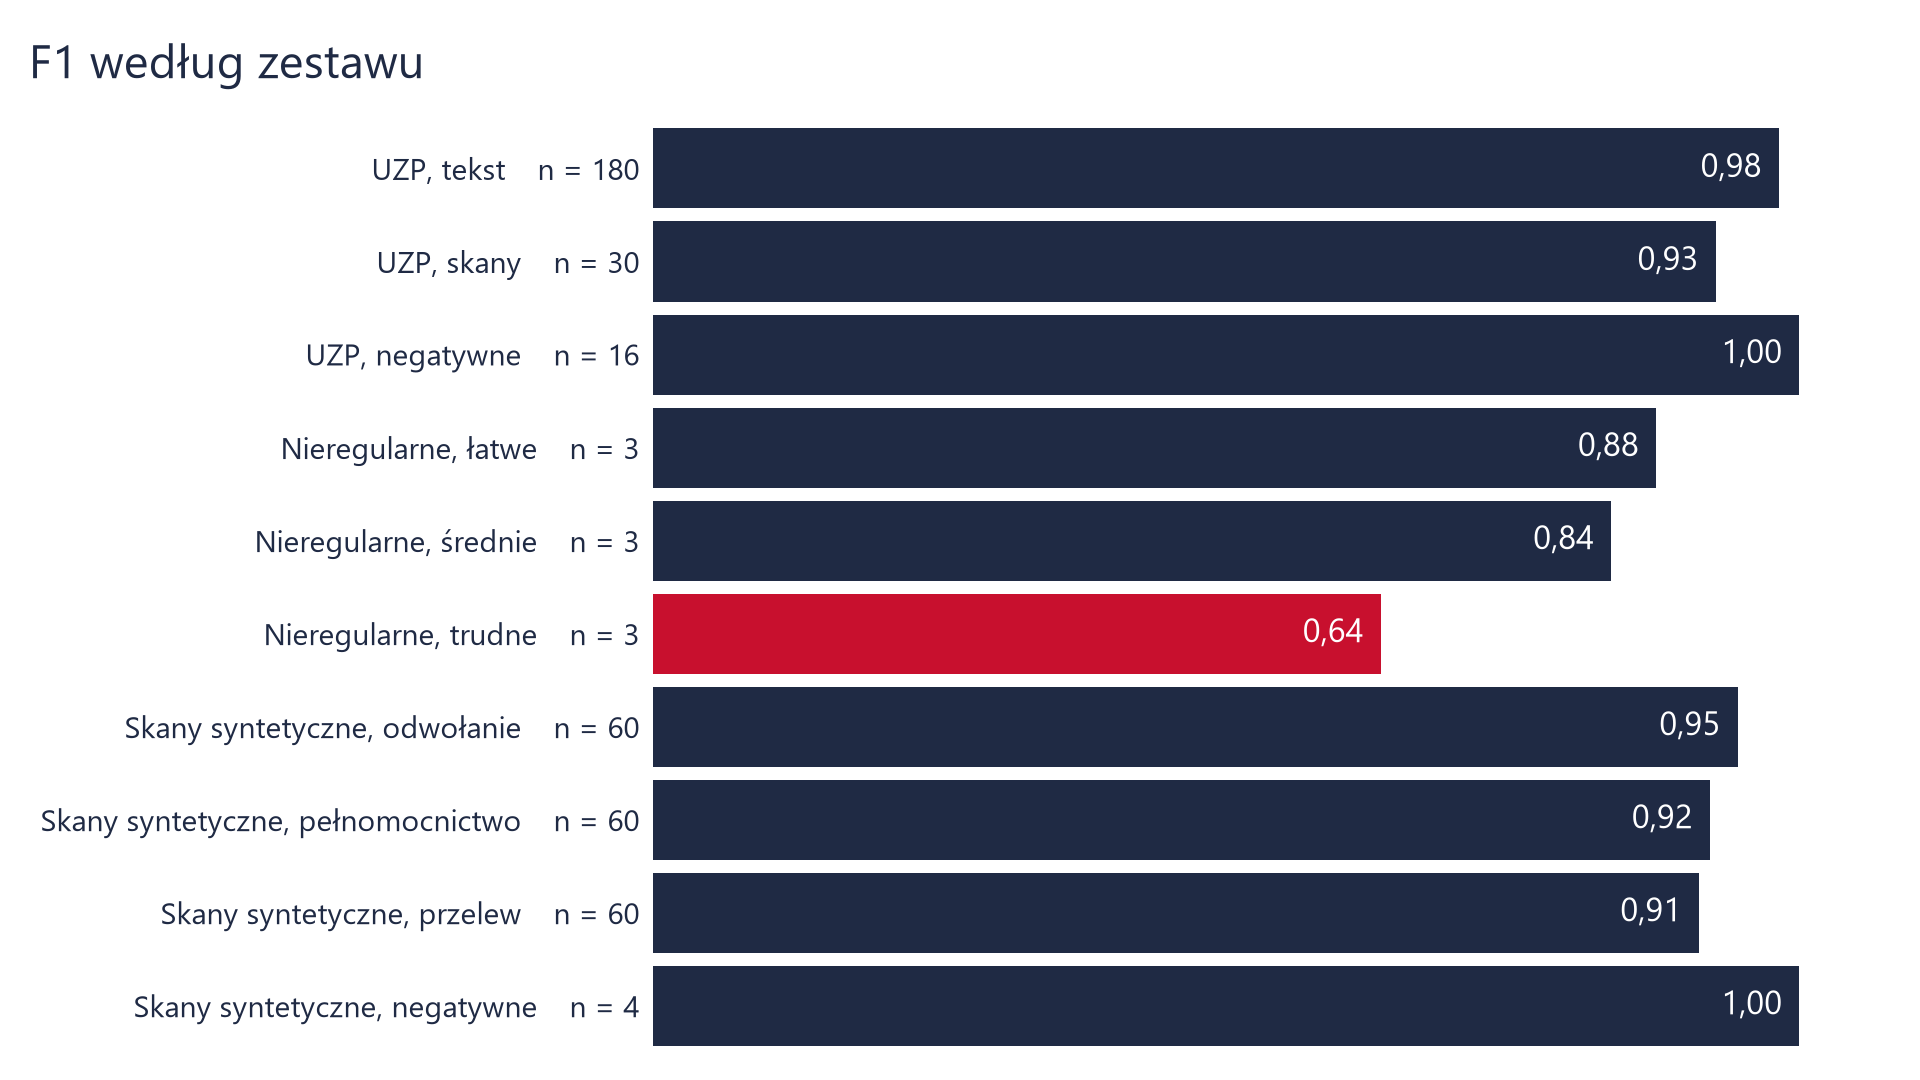 F1 według zestawu
UZP, tekst n = 180 0,98
UZP, skany n = 30 0,93
UZP, negatywne n = 16 1,00
Nieregularne, łatwe n = 3 0,88
Nieregularne, średnie n = 3 0,84
Nieregularne, trudne n = 3 0,64
Skany syntetyczne, odwołanie n = 60 0,95
Skany syntetyczne, pełnomocnictwo n = 60 0,92
Skany syntetyczne, przelew n = 60 0,91
Skany syntetyczne, negatywne n = 4 1,00